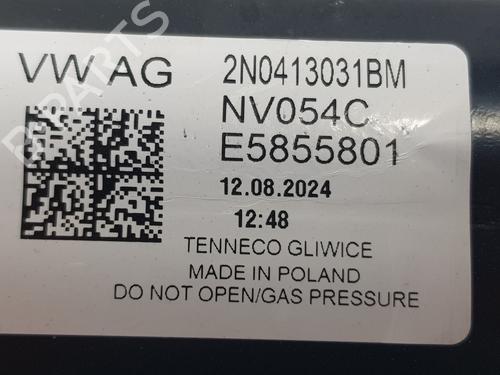 VW AG
2N0413031BM
NV054C
E5855801
12.08.2024
12:48
TENNECO GLIWICE
MADE IN POLAND
DO NOT OPEN/GAS PRESSURE
B-PARTS